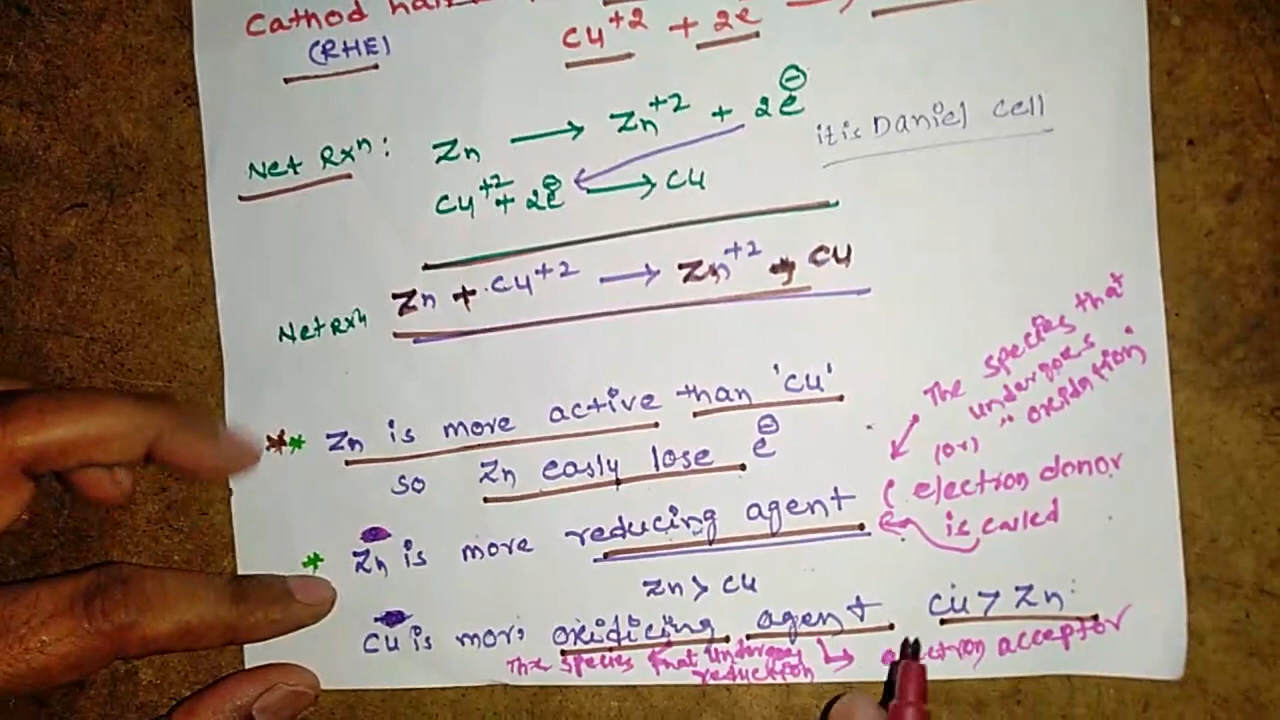 Cathod
(RHE)
Cu+2 + 2e
Net Rxn: Zn → Zn+2 + 2e⊖
Cu+2 + 2e⊖ → Cu
it is Daniel cell
Net Rxn Zn + Cu+2 → Zn+2 + Cu
** Zn is more active than 'Cu'
so Zn easly lose e⊖
The species that
undergoes
(or) " oxidation)
* Zn is more reducing agent
( election donor
is called
Zn > Cu
Cu is mor oxidicing agent Cu > Zn
The species that undergoes
reduction
election acceptor